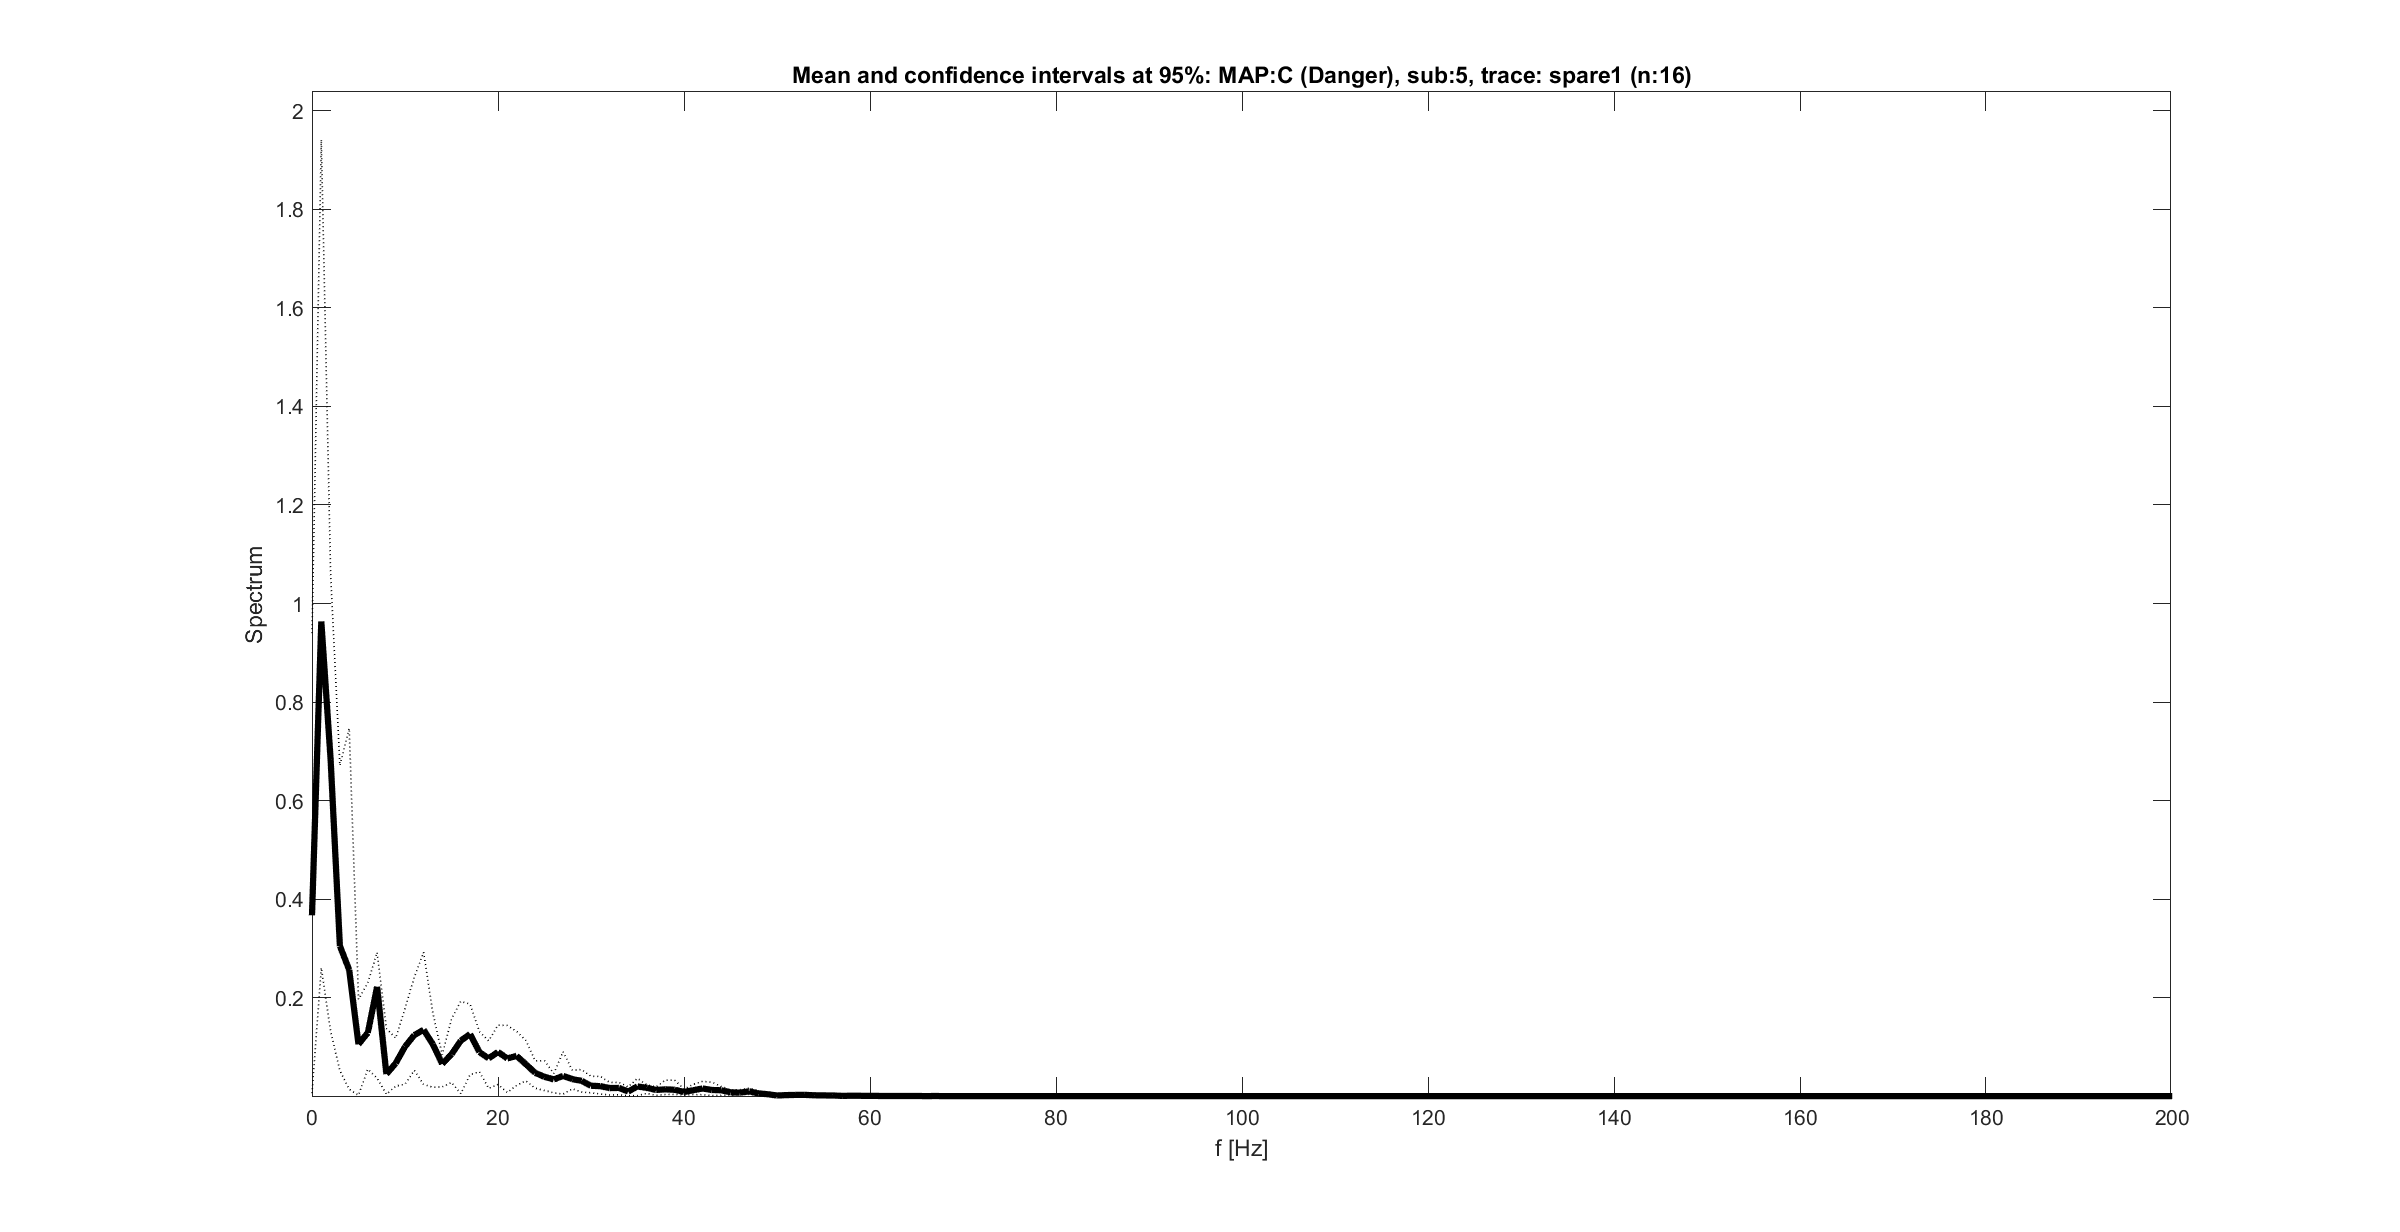 Mean and confidence intervals at 95%: MAP:C (Danger), sub:5, trace: spare1 (n:16)
2
1.8
1.6
1.4
1.2
1
0.8
0.6
0.4
0.2
Spectrum
0 20 40 60 80 100 120 140 160 180 200
f [Hz]